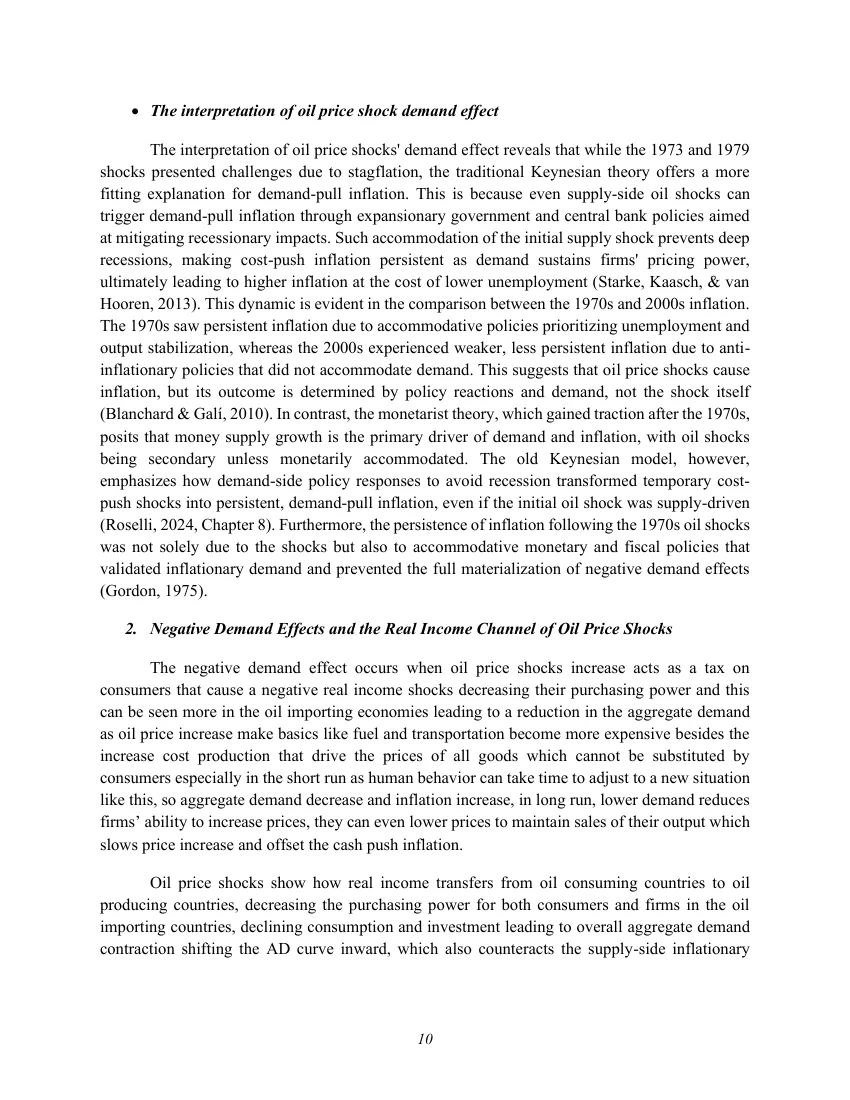 • The interpretation of oil price shock demand effect
The interpretation of oil price shocks' demand effect reveals that while the 1973 and 1979
shocks presented challenges due to stagflation, the traditional Keynesian theory offers a more
fitting explanation for demand-pull inflation. This is because even supply-side oil shocks can
trigger demand-pull inflation through expansionary government and central bank policies aimed
at mitigating recessionary impacts. Such accommodation of the initial supply shock prevents deep
recessions, making cost-push inflation persistent as demand sustains firms' pricing power,
ultimately leading to higher inflation at the cost of lower unemployment (Starke, Kaasch, & van
Hooren, 2013). This dynamic is evident in the comparison between the 1970s and 2000s inflation.
The 1970s saw persistent inflation due to accommodative policies prioritizing unemployment and
output stabilization, whereas the 2000s experienced weaker, less persistent inflation due to anti-
inflationary policies that did not accommodate demand. This suggests that oil price shocks cause
inflation, but its outcome is determined by policy reactions and demand, not the shock itself
(Blanchard & Galí, 2010). In contrast, the monetarist theory, which gained traction after the 1970s,
posits that money supply growth is the primary driver of demand and inflation, with oil shocks
being secondary unless monetarily accommodated. The old Keynesian model, however,
emphasizes how demand-side policy responses to avoid recession transformed temporary cost-
push shocks into persistent, demand-pull inflation, even if the initial oil shock was supply-driven
(Roselli, 2024, Chapter 8). Furthermore, the persistence of inflation following the 1970s oil shocks
was not solely due to the shocks but also to accommodative monetary and fiscal policies that
validated inflationary demand and prevented the full materialization of negative demand effects
(Gordon, 1975).
2. Negative Demand Effects and the Real Income Channel of Oil Price Shocks
The negative demand effect occurs when oil price shocks increase acts as a tax on
consumers that cause a negative real income shocks decreasing their purchasing power and this
can be seen more in the oil importing economies leading to a reduction in the aggregate demand
as oil price increase make basics like fuel and transportation become more expensive besides the
increase cost production that drive the prices of all goods which cannot be substituted by
consumers especially in the short run as human behavior can take time to adjust to a new situation
like this, so aggregate demand decrease and inflation increase, in long run, lower demand reduces
firms’ ability to increase prices, they can even lower prices to maintain sales of their output which
slows price increase and offset the cash push inflation.
Oil price shocks show how real income transfers from oil consuming countries to oil
producing countries, decreasing the purchasing power for both consumers and firms in the oil
importing countries, declining consumption and investment leading to overall aggregate demand
contraction shifting the AD curve inward, which also counteracts the supply-side inflationary
10